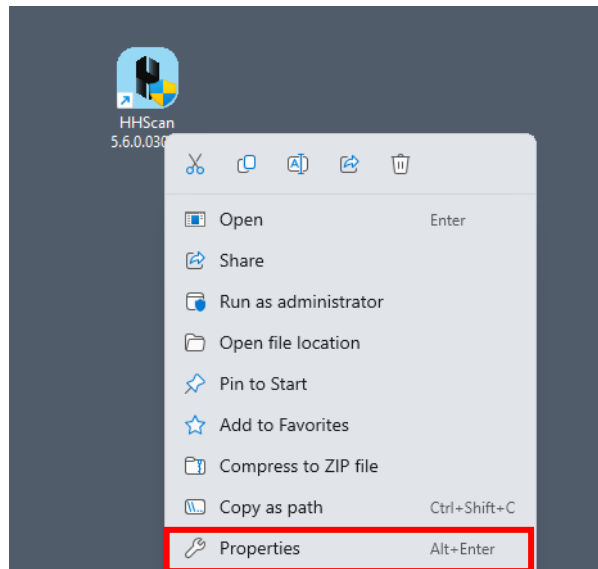 HHScan
5.6.0.030
Open Enter
Share
Run as administrator
Open file location
Pin to Start
Add to Favorites
Compress to ZIP file
Copy as path Ctrl+Shift+C
Properties Alt+Enter